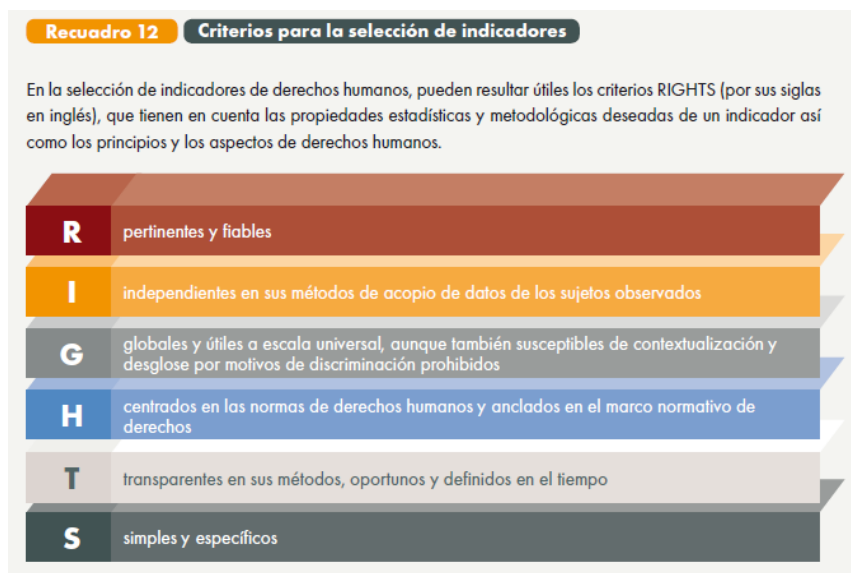 Recuadro 12 Criterios para la selección de indicadores
En la selección de indicadores de derechos humanos, pueden resultar útiles los criterios RIGHTS (por sus siglas
en inglés), que tienen en cuenta las propiedades estadísticas y metodológicas deseadas de un indicador así
como los principios y los aspectos de derechos humanos.
R pertinentes y fiables
I independientes en sus métodos de acopio de datos de los sujetos observados
G globales y útiles a escala universal, aunque también susceptibles de contextualización y
desglose por motivos de discriminación prohibidos
H centrados en las normas de derechos humanos y anclados en el marco normativo de
derechos
T transparentes en sus métodos, oportunos y definidos en el tiempo
S simples y específicos